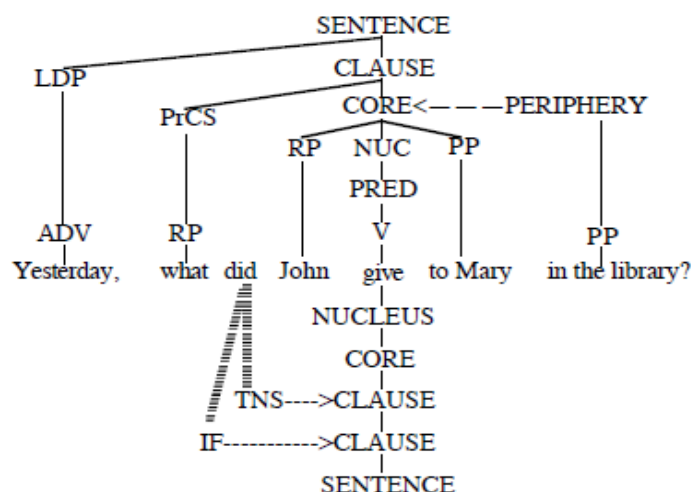 SENTENCE
LDP
CLAUSE
PrCS
CORE<— — —PERIPHERY
RP NUC PP
PRED
ADV RP V PP
Yesterday, what did John give to Mary in the library?
NUCLEUS
CORE
TNS---->CLAUSE
IF----------->CLAUSE
SENTENCE